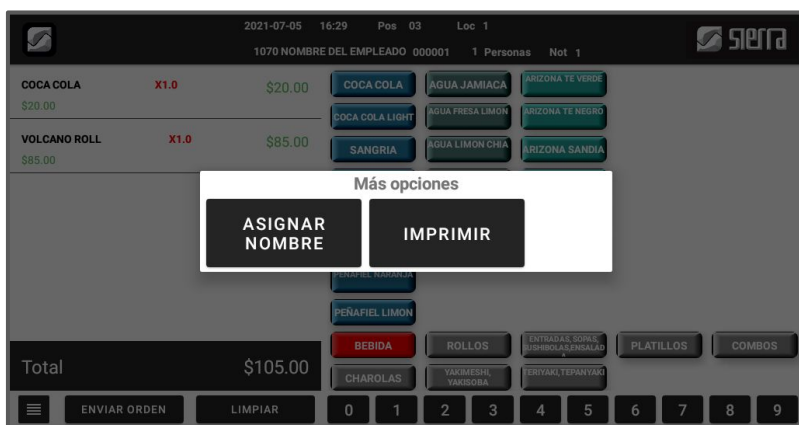 2021-07-05 16:29 Pos 03 Loc 1
1070 NOMBRE DEL EMPLEADO 000001 1 Personas Not 1
sierra
COCA COLA X1.0 $20.00
$20.00
VOLCANO ROLL X1.0 $85.00
$85.00
COCA COLA AGUA JAMIACA ARIZONA TE VERDE
COCA COLA LIGHT AGUA FRESA LIMON ARIZONA TE NEGRO
SANGRIA AGUA LIMON CHIA ARIZONA SANDIA
Más opciones
ASIGNAR
NOMBRE
IMPRIMIR
PEÑAFIEL NARANJA
PEÑAFIEL LIMON
BEBIDA ROLLOS ENTRADAS, SOPAS,
SUSHIBOLAS,ENSALAD
PLATILLOS COMBOS
CHAROLAS YAKIMESHI,
YAKISOBA
TERIYAKI,TEPANYAKI
Total $105.00
ENVIAR ORDEN LIMPIAR 0 1 2 3 4 5 6 7 8 9